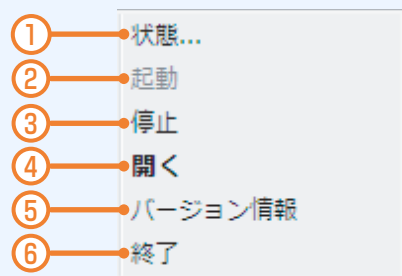 ① 状態...
② 起動
③ 停止
④ 開く
⑤ バージョン情報
⑥ 終了